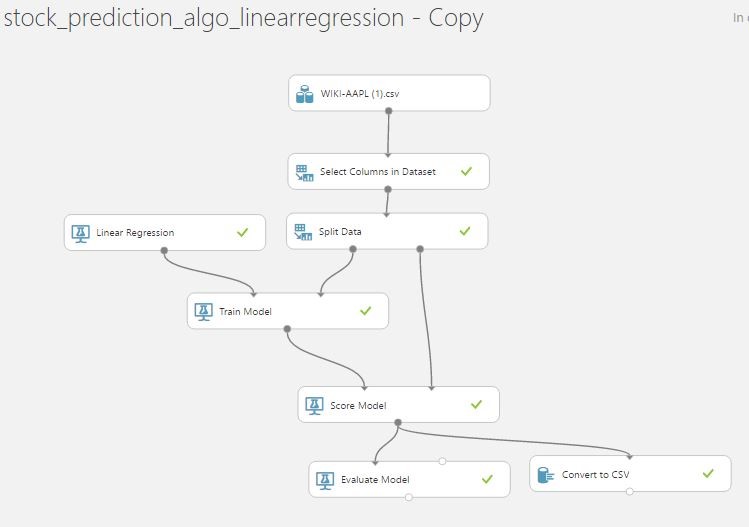 stock_prediction_algo_linearregression - Copy
In
WIKI-AAPL (1).csv
Select Columns in Dataset
Linear Regression
Split Data
Train Model
Score Model
Evaluate Model
Convert to CSV